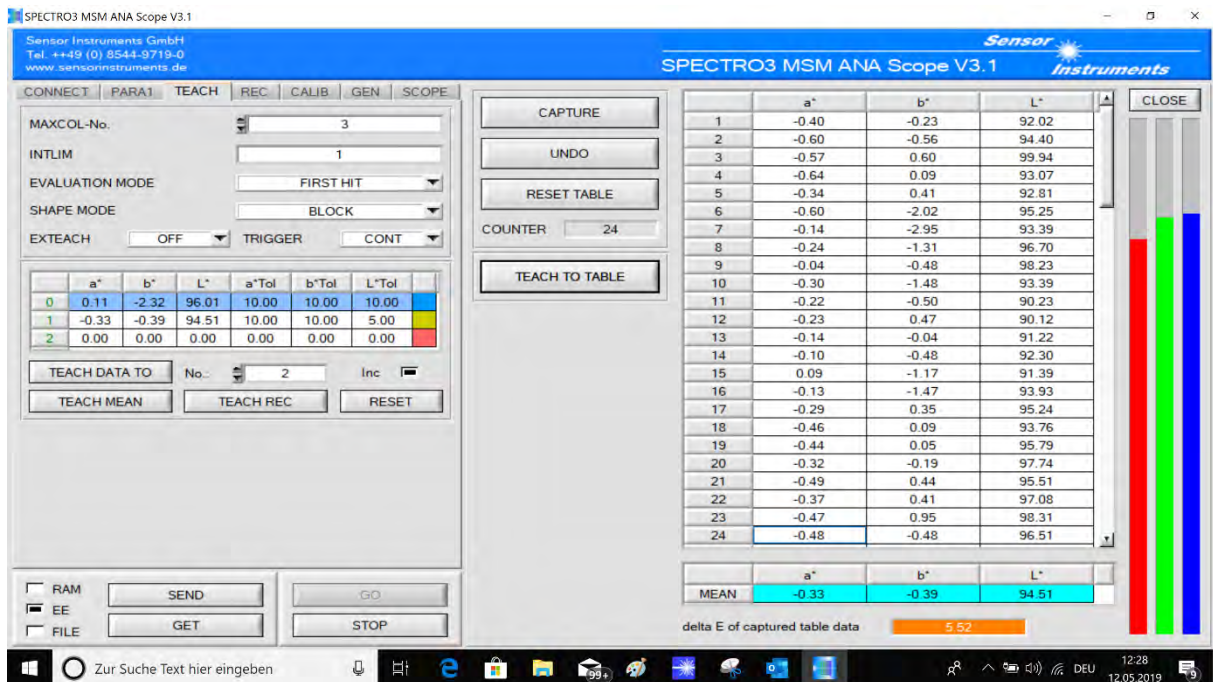 SPECTRO3 MSM ANA Scope V3.1
Sensor Instruments GmbH
Tel. ++49 (0) 8544-9719-0
www.sensorinstruments.de
Sensor
Instruments
SPECTRO3 MSM ANA Scope V3.1
CONNECT PARA1 TEACH REC CALIB GEN SCOPE
MAXCOL-No. 3
INTLIM 1
EVALUATION MODE FIRST HIT
SHAPE MODE BLOCK
EXTEACH OFF TRIGGER CONT
a* b* L* a*Tol b*Tol L*Tol
0 0.11 -2.32 96.01 10.00 10.00 10.00
1 -0.33 -0.39 94.51 10.00 10.00 5.00
2 0.00 0.00 0.00 0.00 0.00 0.00
TEACH DATA TO No.: 2 Inc
TEACH MEAN TEACH REC RESET
RAM
EE
FILE
SEND GO
GET STOP
CAPTURE
UNDO
RESET TABLE
COUNTER 24
TEACH TO TABLE
a* b* L*
1 -0.40 -0.23 92.02
2 -0.60 -0.56 94.40
3 -0.57 0.60 99.94
4 -0.64 0.09 93.07
5 -0.34 0.41 92.81
6 -0.60 -2.02 95.25
7 -0.14 -2.95 93.39
8 -0.24 -1.31 96.70
9 -0.04 -0.48 98.23
10 -0.30 -1.48 93.39
11 -0.22 -0.50 90.23
12 -0.23 0.47 90.12
13 -0.14 -0.04 91.22
14 -0.10 -0.48 92.30
15 0.09 -1.17 91.39
16 -0.13 -1.47 93.93
17 -0.29 0.35 95.24
18 -0.46 0.09 93.76
19 -0.44 0.05 95.79
20 -0.32 -0.19 97.74
21 -0.49 0.44 95.51
22 -0.37 0.41 97.08
23 -0.47 0.95 98.31
24 -0.48 -0.48 96.51
a* b* L*
MEAN -0.33 -0.39 94.51
delta E of captured table data 5.52
CLOSE
Zur Suche Text hier eingeben
99+
DEU
12:28
12.05.2019
9